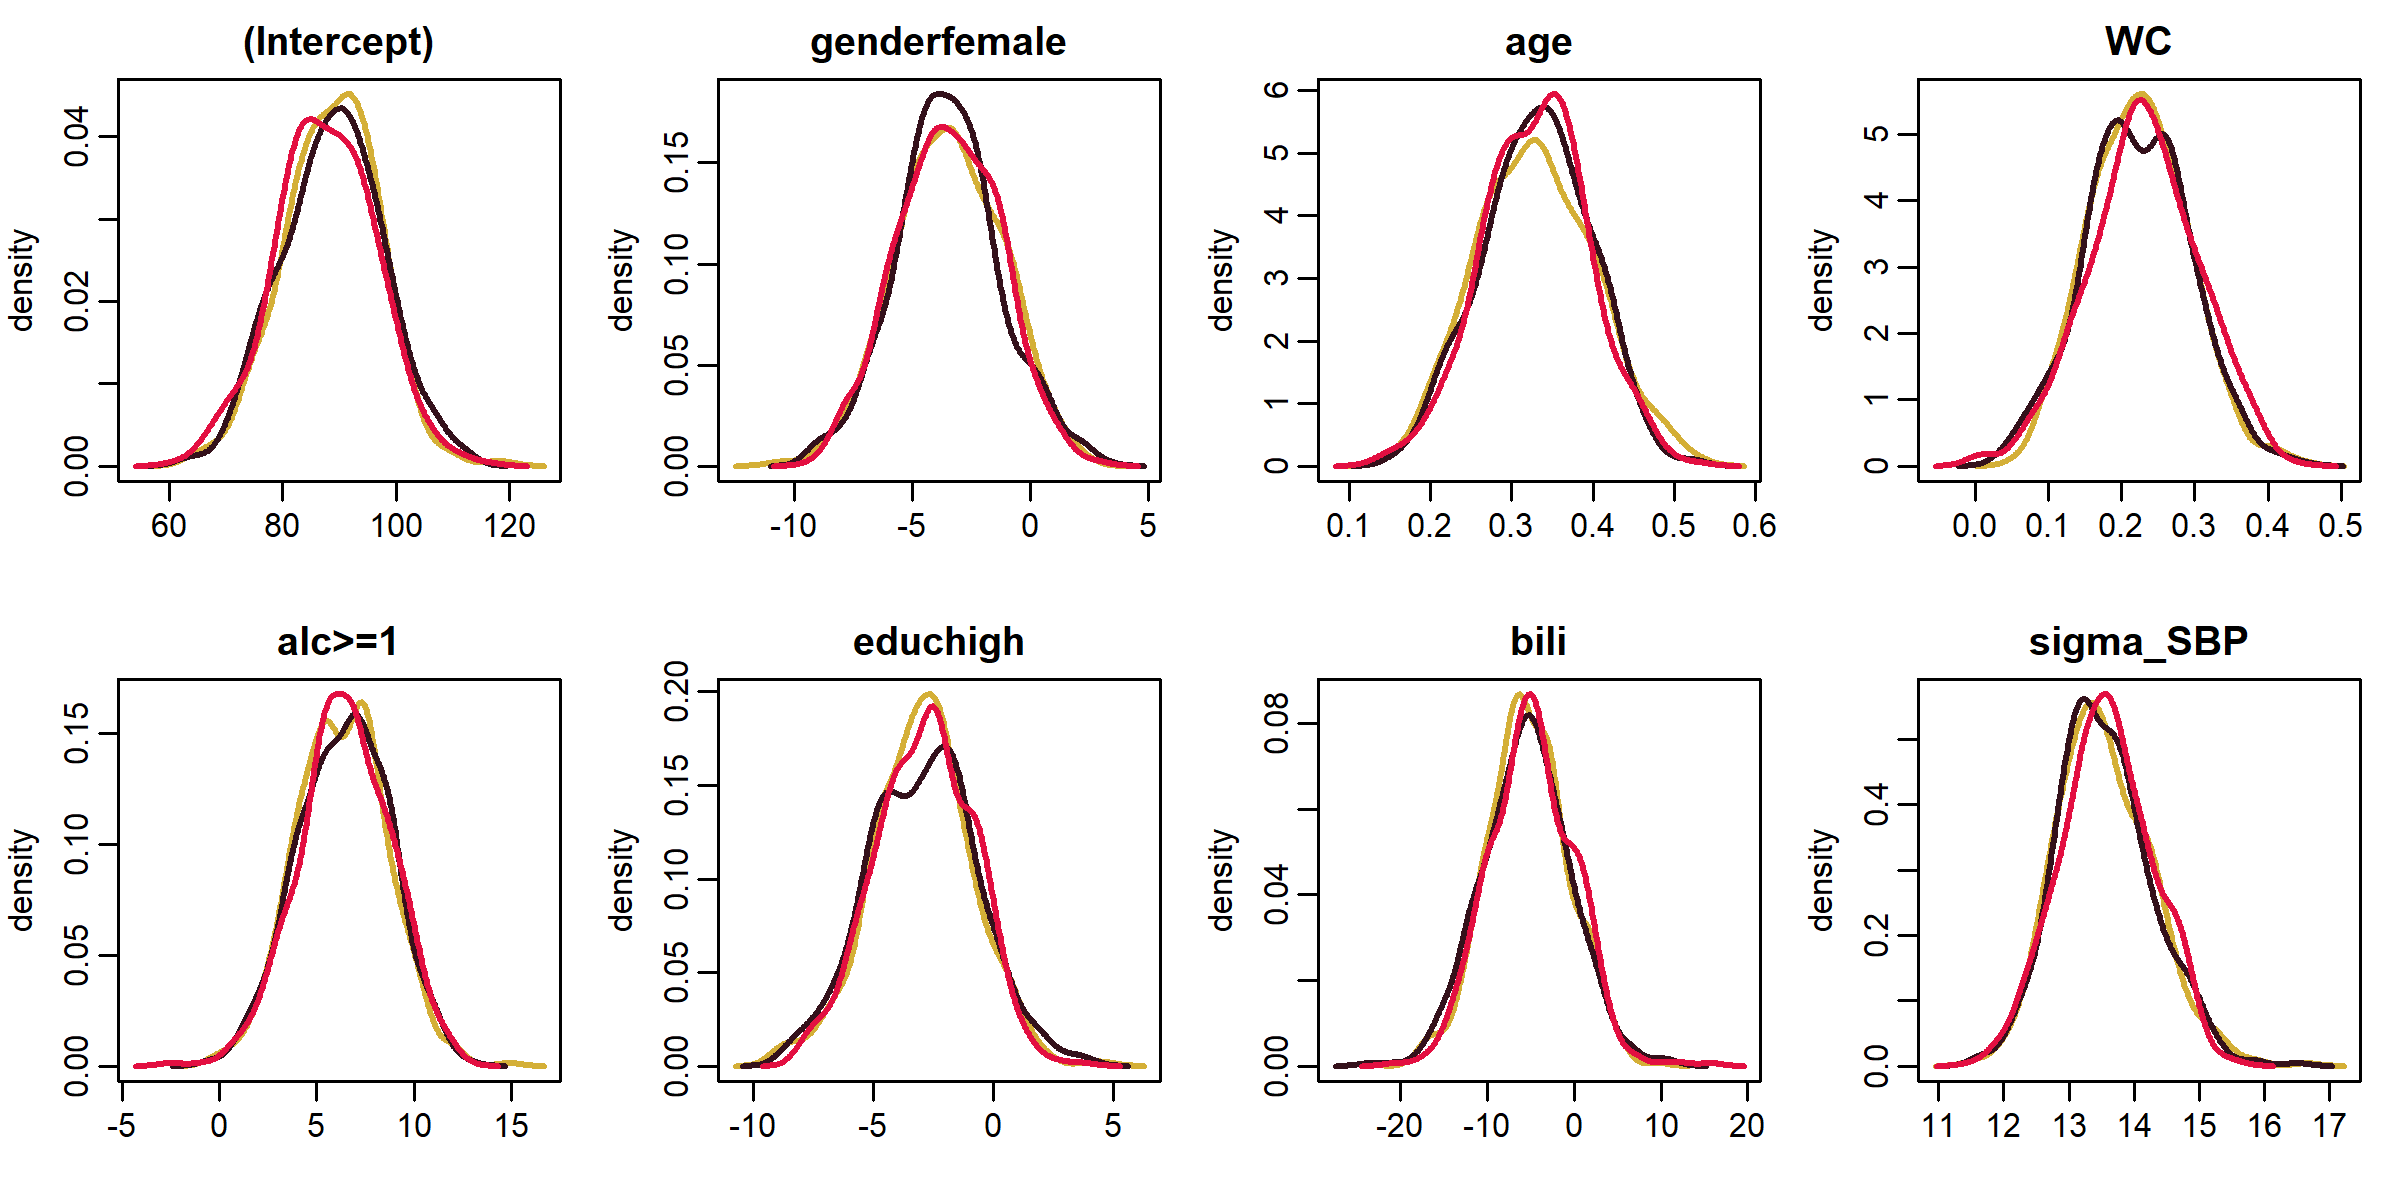 (Intercept)
density
0.00
0.02
0.04
60 80 100 120
genderfemale
density
0.00 0.05 0.10 0.15
-10 -5 0 5
age
density
0 1 2 3 4 5 6
0.1 0.2 0.3 0.4 0.5 0.6
WC
density
0 1 2 3 4 5
0.0 0.1 0.2 0.3 0.4 0.5
alc>=1
density
0.00 0.05 0.10 0.15
-5 0 5 10 15
educhigh
density
0.00 0.05 0.10 0.15 0.20
-10 -5 0 5
bili
density
0.00 0.04 0.08
-20 -10 0 10 20
sigma_SBP
density
0.0 0.2 0.4
11 12 13 14 15 16 17